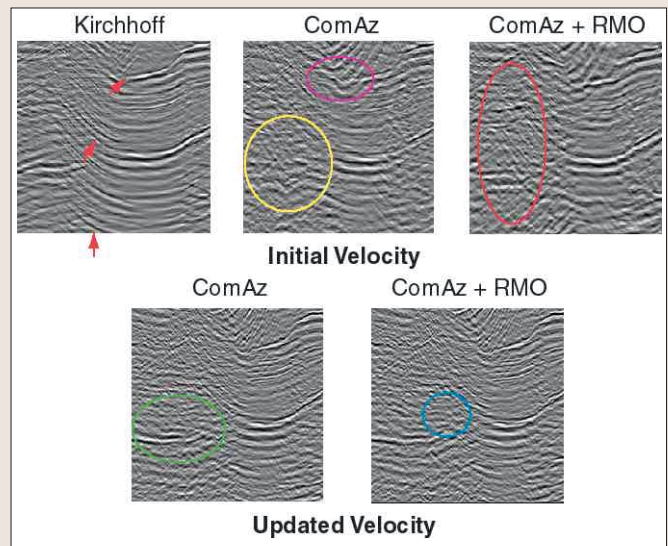 Kirchhoff ComAz ComAz + RMO
Initial Velocity
ComAz ComAz + RMO
Updated Velocity